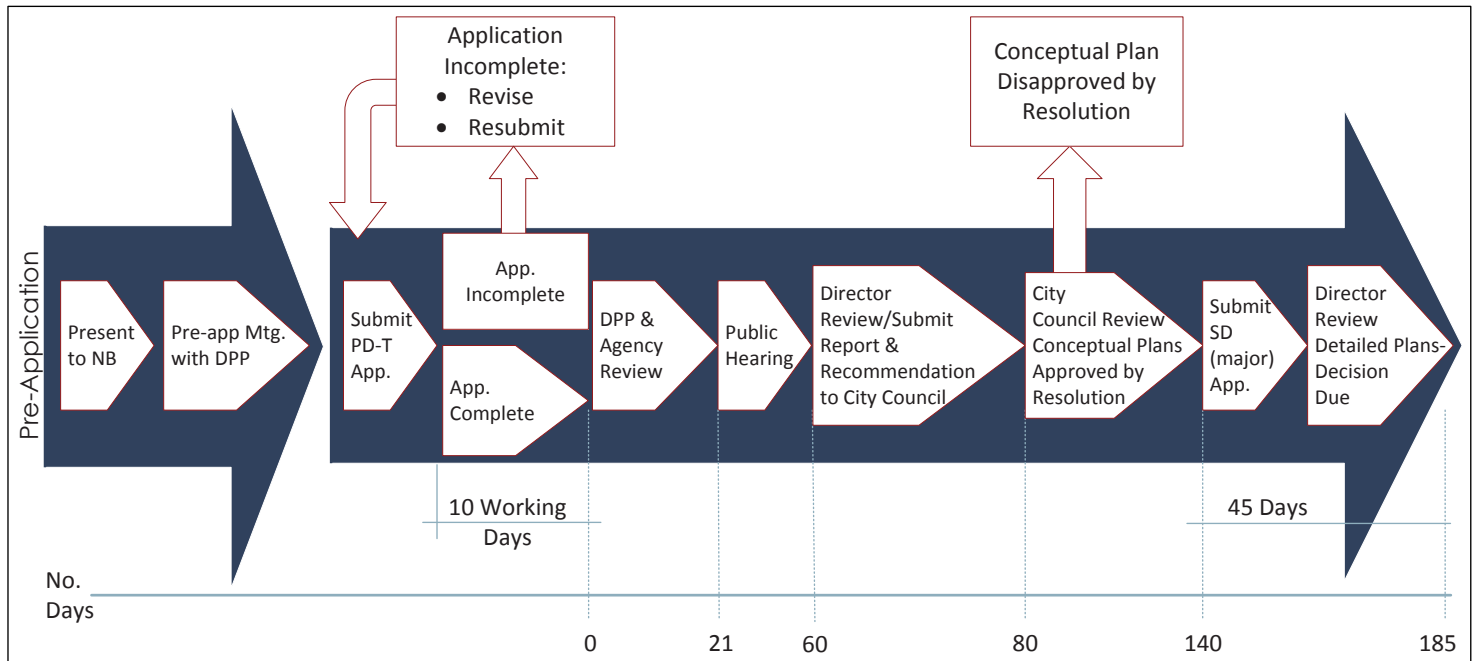 Application
Incomplete:
• Revise
• Resubmit
Conceptual Plan
Disapproved by
Resolution
Pre-Application
Present
to NB
Pre-app Mtg.
with DPP
Submit
PD-T
App.
App.
Incomplete
App.
Complete
DPP &
Agency
Review
Public
Hearing
Director
Review/Submit
Report &
Recommendation
to City Council
City
Council Review
Conceptual Plans
Approved by
Resolution
Submit
SD
(major)
App.
Director
Review
Detailed Plans-
Decision
Due
10 Working
Days
45 Days
No.
Days
0
21
60
80
140
185